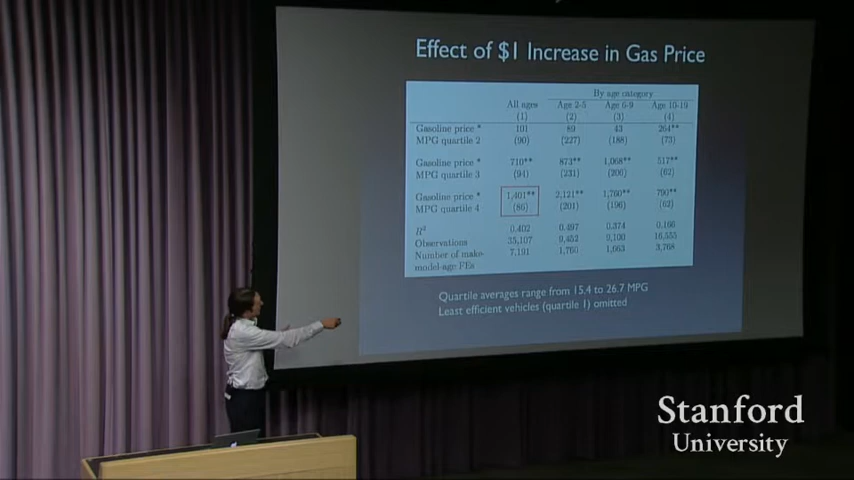 Effect of $1 Increase in Gas Price
By age category
All ages Age 2-5 Age 6-9 Age 10-19
(1) (2) (3) (4)
Gasoline price * 101 89 43 264**
MPG quartile 2 (90) (227) (188) (73)
Gasoline price * 710** 873** 1,068** 517**
MPG quartile 3 (94) (231) (206) (62)
Gasoline price * 1,401** 2,121** 1,760** 790**
MPG quartile 4 (86) (201) (196) (62)
R² 0.402 0.497 0.374 0.166
Observations 35,107 9,452 9,100 16,555
Number of make- 7,191 1,760 1,663 3,768
model-age FEs
Quartile averages range from 15.4 to 26.7 MPG
Least efficient vehicles (quartile 1) omitted
Stanford
University